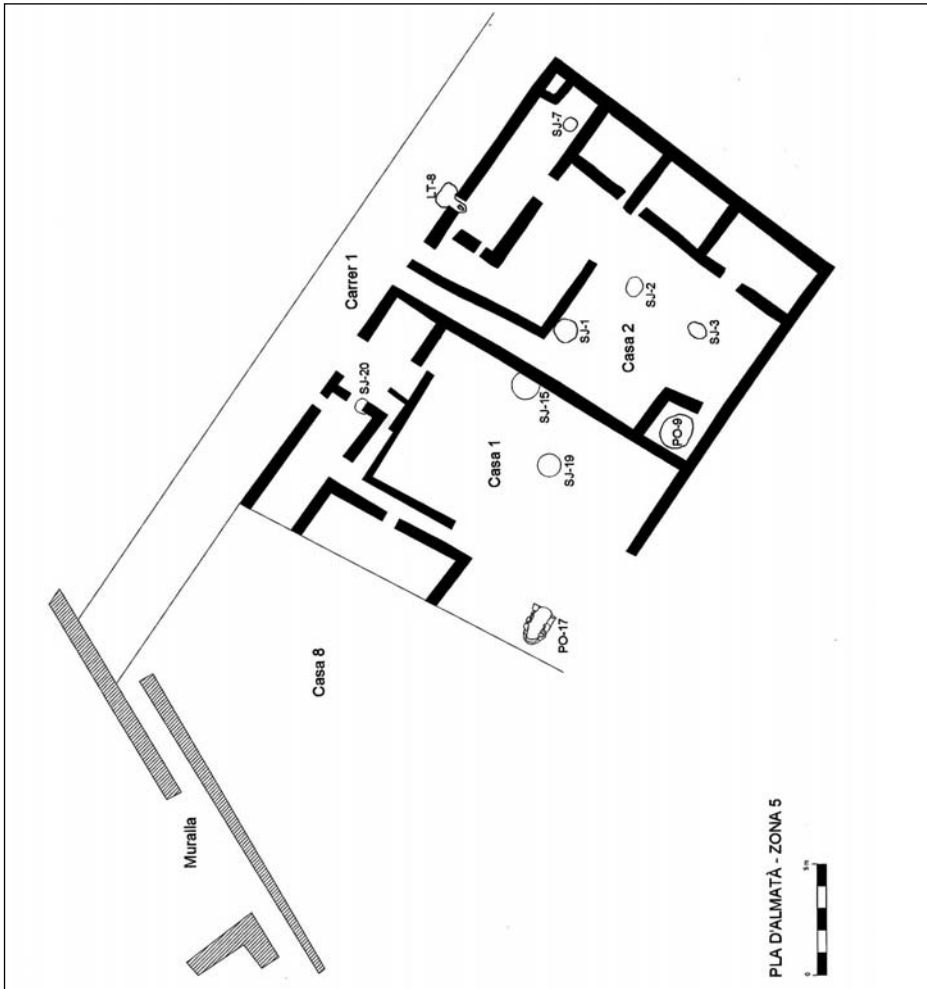 Carrer 1
LT-8
SJ-7
SJ-20
SJ-1
SJ-2
SJ-3
Casa 2
SJ-15
SJ-19
Casa 1
PO-9
PO-17
Casa 8
Muralla
PLA D'ALMATÀ - ZONA 5
0 5 m